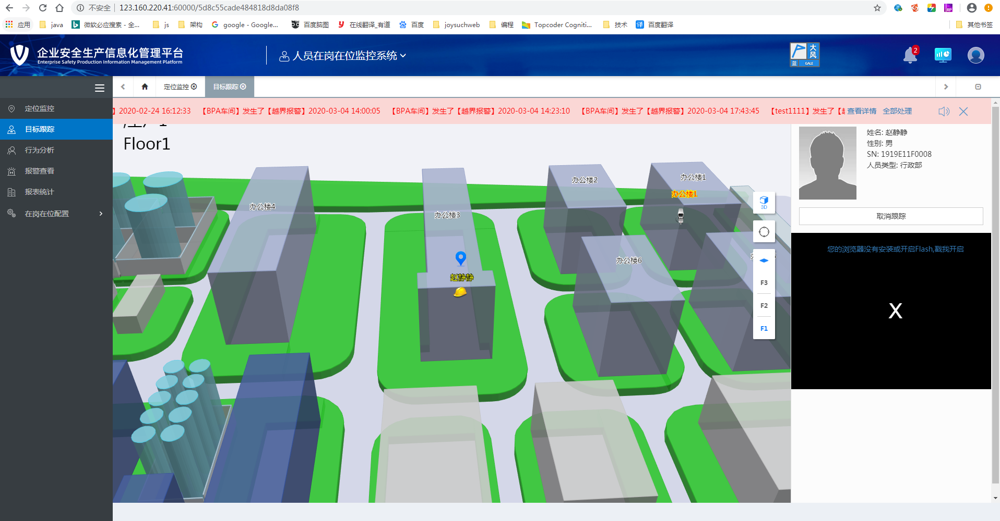 不安全 | 123.160.220.41:60000/5d8c55cade484818d8da08f8
应用 java 微软必应搜索 - 全... js 架构 google - Google... 百度脑图 在线翻译_有道 百度 joysuchweb 编程 Topcoder Cogniti... 技术 百度翻译 其他书签
企业安全生产信息化管理平台
Enterprise Safety Production Information Management Platform
人员在岗在位监控系统
大风
蓝 GALE
2
定位监控 目标跟踪
定位监控
目标跟踪
行为分析
报警查看
报表统计
在岗在位配置
】2020-02-24 16:12:33 【BPA车间】发生了【越界报警】2020-03-04 14:00:05 【BPA车间】发生了【越界报警】2020-03-04 14:23:10 【BPA车间】发生了【越界报警】2020-03-04 17:43:45 【test1111】发生了【越 查看详情 全部处理
Floor1
办公楼4
办公楼3
办公楼2
办公楼1
办公楼1
办公楼6
赵静静
3D
F3
F2
F1
姓名: 赵静静
性别: 男
SN: 1919E11F0008
人员类型: 行政部
取消跟踪
您的浏览器没有安装或开启Flash,戳我开启
X